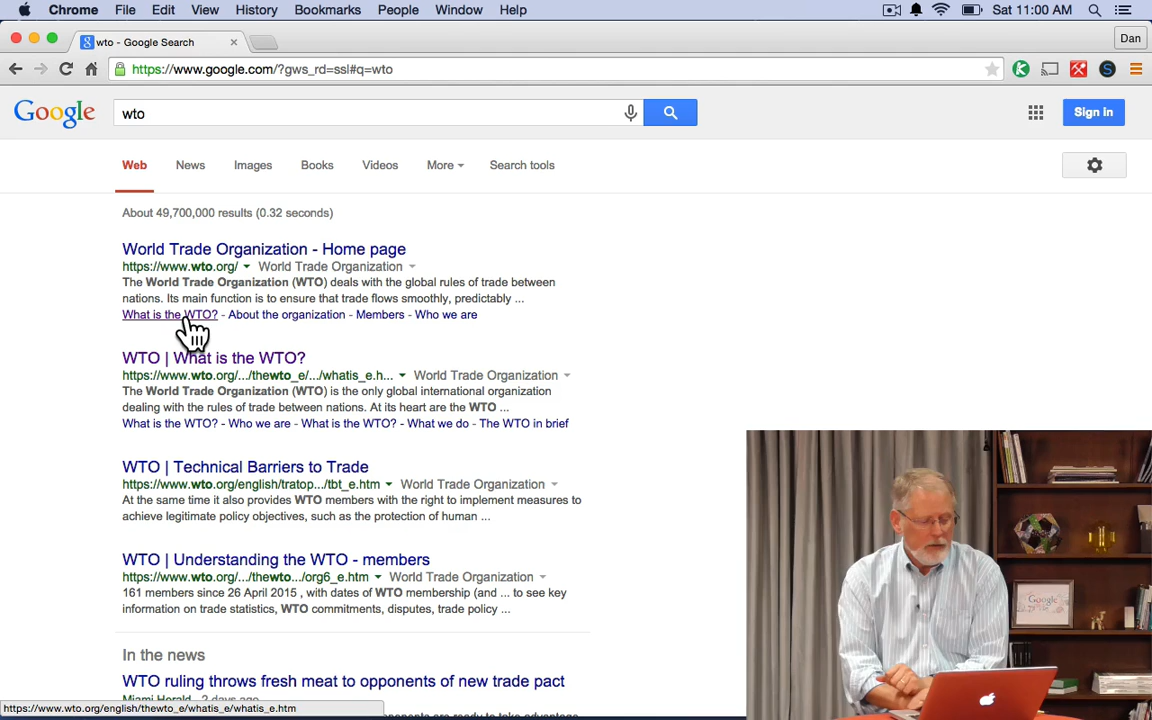 Chrome File Edit View History Bookmarks People Window Help Sat 11:00 AM
wto - Google Search Dan
https://www.google.com/?gws_rd=ssl#q=wto
Google wto Sign in
Web News Images Books Videos More Search tools
About 49,700,000 results (0.32 seconds)
World Trade Organization - Home page
https://www.wto.org/ World Trade Organization
The World Trade Organization (WTO) deals with the global rules of trade between
nations. Its main function is to ensure that trade flows smoothly, predictably ...
What is the WTO? - About the organization - Members - Who we are
WTO | What is the WTO?
https://www.wto.org/.../thewto_e/.../whatis_e.h... World Trade Organization
The World Trade Organization (WTO) is the only global international organization
dealing with the rules of trade between nations. At its heart are the WTO ...
What is the WTO? - Who we are - What is the WTO? - What we do - The WTO in brief
WTO | Technical Barriers to Trade
https://www.wto.org/english/tratop.../tbt_e.htm World Trade Organization
At the same time it also provides WTO members with the right to implement measures to
achieve legitimate policy objectives, such as the protection of human ...
WTO | Understanding the WTO - members
https://www.wto.org/.../thewto.../org6_e.htm World Trade Organization
161 members since 26 April 2015 , with dates of WTO membership (and ... to see key
information on trade statistics, WTO commitments, disputes, trade policy ...
In the news
WTO ruling throws fresh meat to opponents of new trade pact
Miami Herald - 2 days ago
https://www.wto.org/english/thewto_e/whatis_e/whatis_e.htm
Google